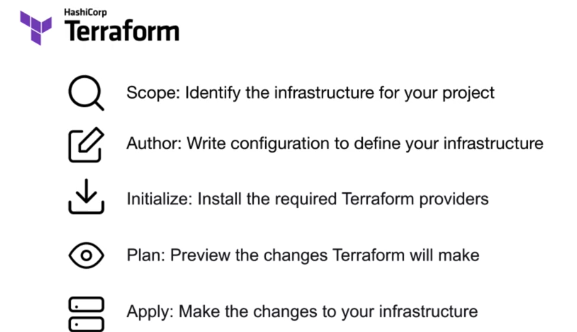 HashiCorp
Terraform
Scope: Identify the infrastructure for your project
Author: Write configuration to define your infrastructure
Initialize: Install the required Terraform providers
Plan: Preview the changes Terraform will make
Apply: Make the changes to your infrastructure